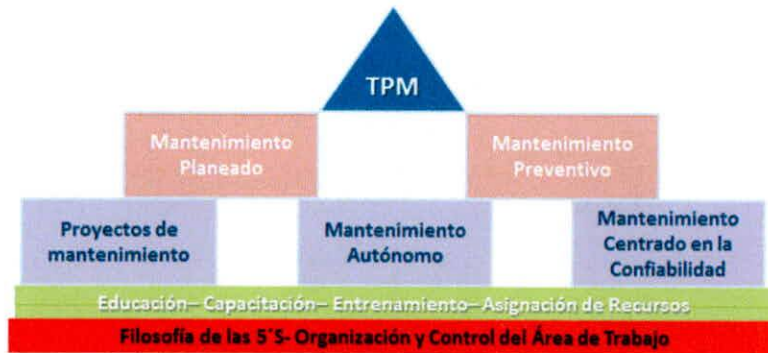 TPM
Mantenimiento
Planeado
Mantenimiento
Preventivo
Proyectos de
mantenimiento
Mantenimiento
Autónomo
Mantenimiento
Centrado en la
Confiabilidad
Educación– Capacitación– Entrenamiento– Asignación de Recursos
Filosofía de las 5´S- Organización y Control del Área de Trabajo